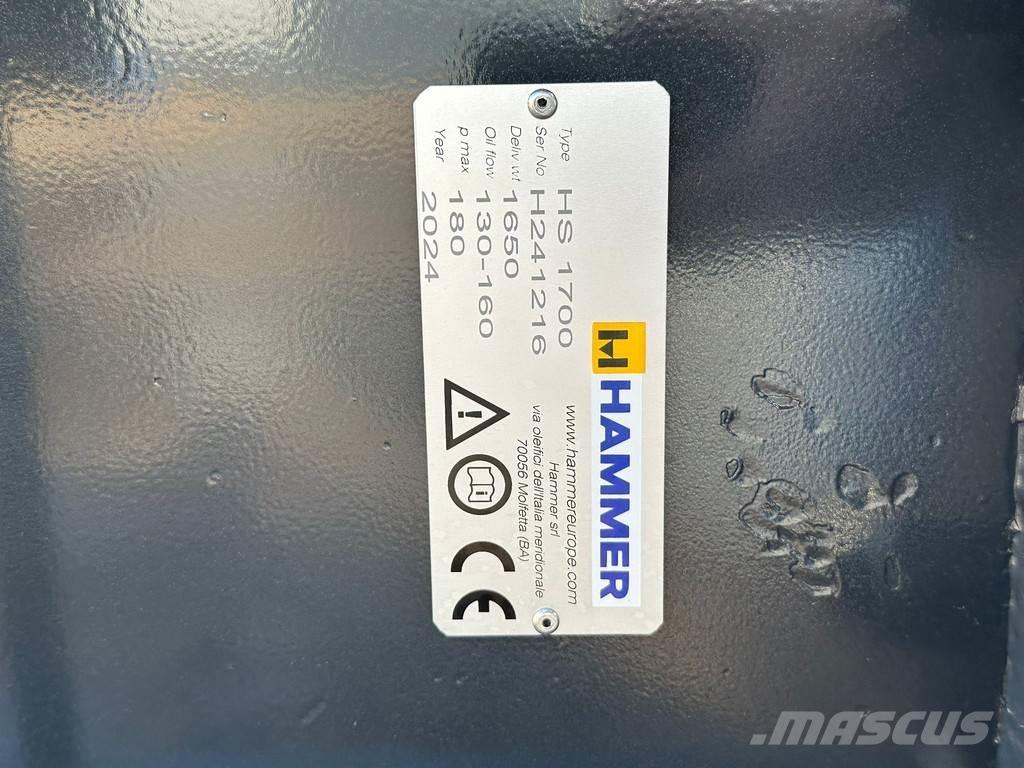 HAMMER
www.hammereurope.com
Hammer srl
via oleifici dell'Italia meridionale
70056 Molfetta (BA)
Type HS 1700
Ser No H241216
Deliv wt 1650
Oil flow 130-160
p max 180
Year 2024
CE
MASCUS